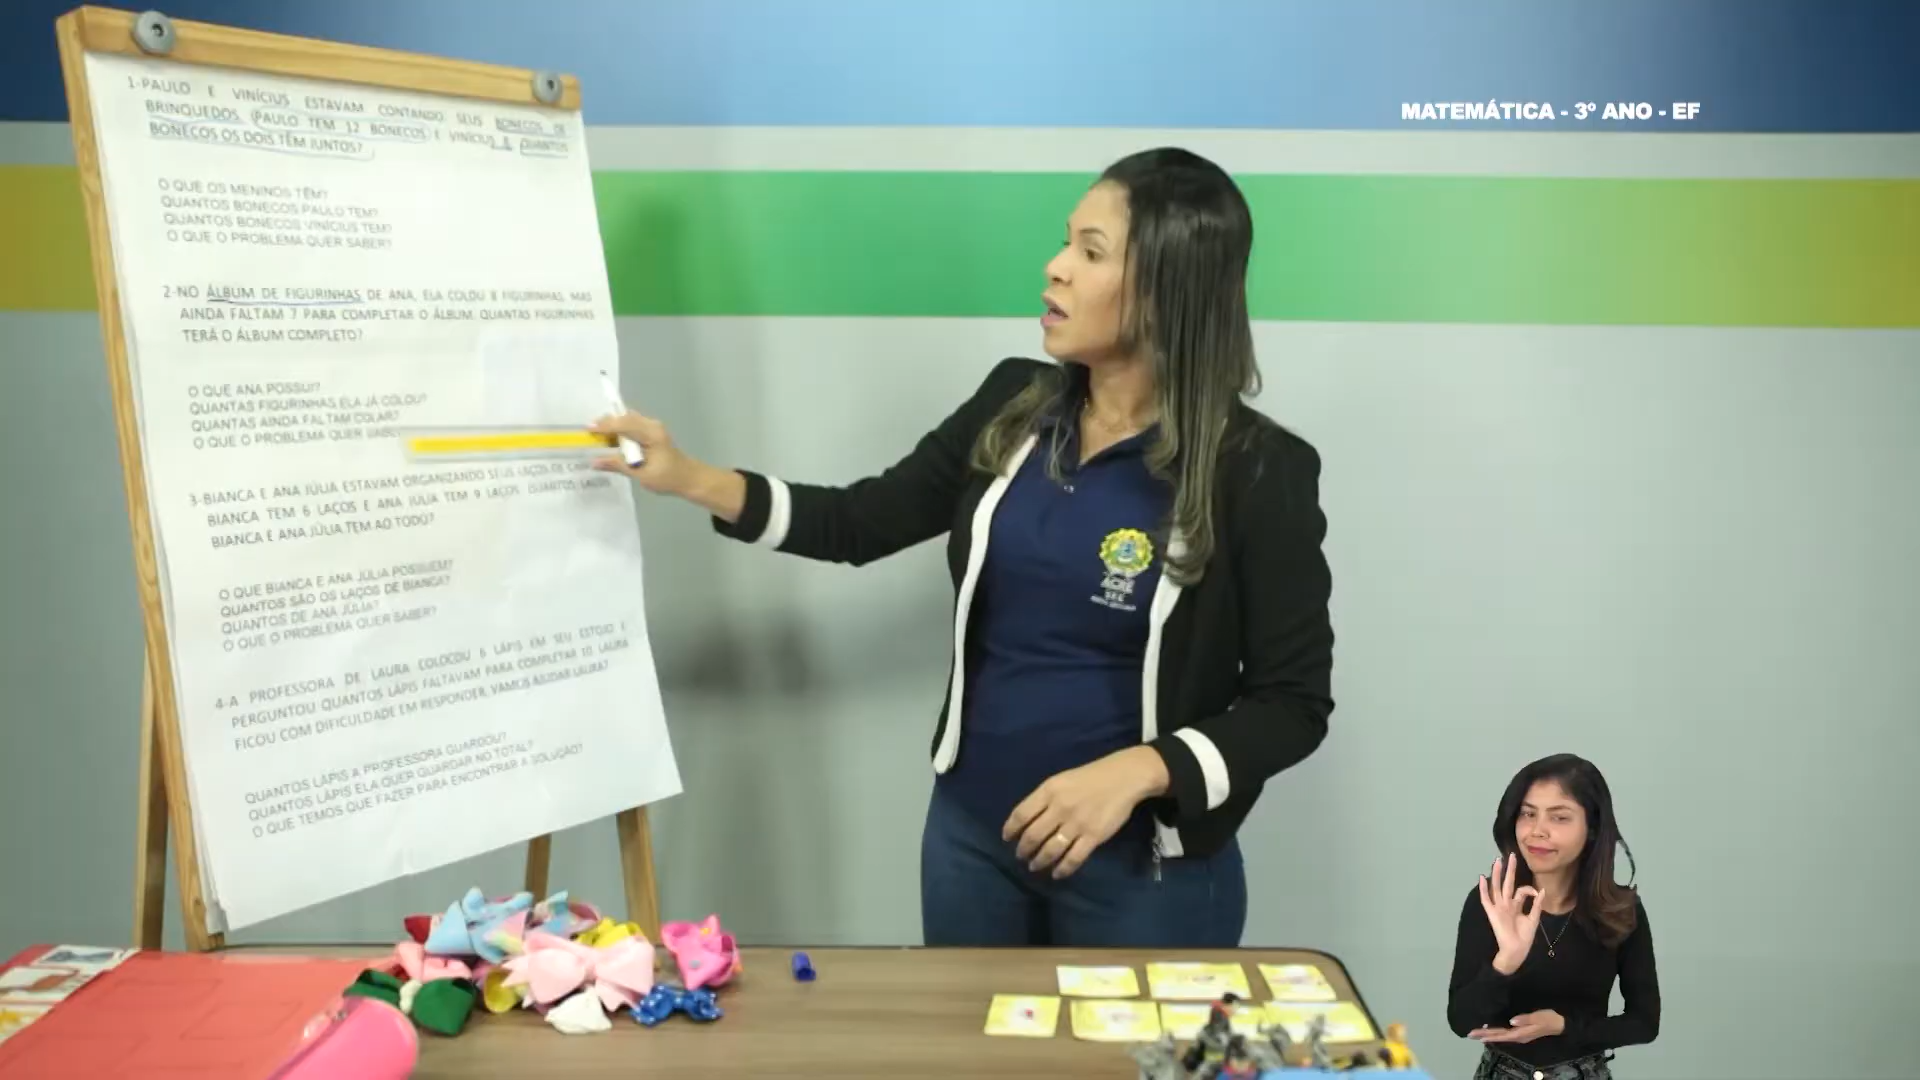 MATEMÁTICA - 3º ANO - EF
1-PAULO E VINÍCIUS ESTAVAM CONTANDO SEUS BONECOS DE
BRINQUEDOS. PAULO TEM 12 BONECOS E VINÍCIUS 8. QUANTOS
BONECOS OS DOIS TÊM JUNTOS?
O QUE OS MENINOS TÊM?
QUANTOS BONECOS PAULO TEM?
QUANTOS BONECOS VINÍCIUS TEM?
O QUE O PROBLEMA QUER SABER?
2-NO ÁLBUM DE FIGURINHAS DE ANA, ELA COLOU 8 FIGURINHAS, MAS
AINDA FALTAM 7 PARA COMPLETAR O ÁLBUM. QUANTAS FIGURINHAS
TERÁ O ÁLBUM COMPLETO?
O QUE ANA POSSUI?
QUANTAS FIGURINHAS ELA JÁ COLOU?
QUANTAS AINDA FALTAM COLAR?
O QUE O PROBLEMA QUER SABER?
3-BIANCA E ANA JÚLIA ESTAVAM ORGANIZANDO SEUS LAÇOS DE
BIANCA TEM 6 LAÇOS E ANA JÚLIA TEM 9 LAÇOS. QUANTOS LAÇOS
BIANCA E ANA JÚLIA TEM AO TODO?
O QUE BIANCA E ANA JÚLIA POSSUEM?
QUANTOS SÃO OS LAÇOS DE BIANCA?
QUANTOS DE ANA JÚLIA?
O QUE O PROBLEMA QUER SABER?
4-A PROFESSORA DE LAURA COLOCOU 6 LÁPIS EM SEU ESTOJO E
PERGUNTOU QUANTOS LÁPIS FALTAVAM PARA COMPLETAR 10. LAURA
FICOU COM DIFICULDADE EM RESPONDER. VAMOS AJUDAR LAURA?
QUANTOS LÁPIS A PROFESSORA GUARDOU?
QUANTOS LÁPIS ELA QUER GUARDAR NO TOTAL?
O QUE TEMOS QUE FAZER PARA ENCONTRAR A SOLUÇÃO?
ACRE
SEE